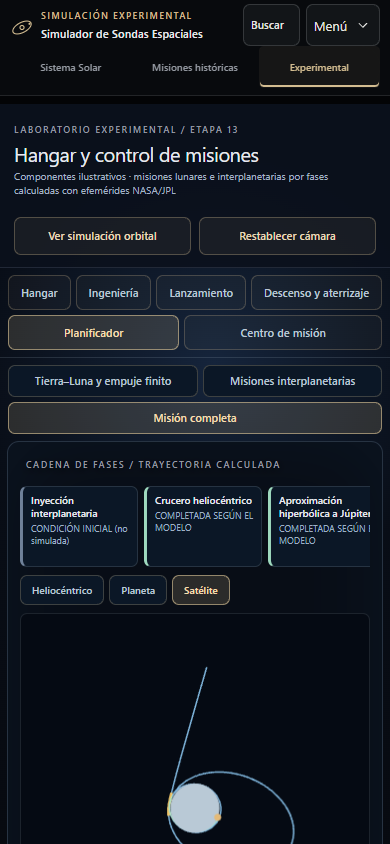 SIMULACIÓN EXPERIMENTAL
Simulador de Sondas Espaciales
Buscar
Menú
Sistema Solar
Misiones históricas
Experimental
LABORATORIO EXPERIMENTAL / ETAPA 13
Hangar y control de misiones
Componentes ilustrativos · misiones lunares e interplanetarias por fases
calculadas con efemérides NASA/JPL
Ver simulación orbital
Restablecer cámara
Hangar
Ingeniería
Lanzamiento
Descenso y aterrizaje
Planificador
Centro de misión
Tierra–Luna y empuje finito
Misiones interplanetarias
Misión completa
CADENA DE FASES / TRAYECTORIA CALCULADA
Inyección
interplanetaria
CONDICIÓN INICIAL (no
simulada)
Crucero heliocéntrico
COMPLETADA SEGÚN EL
MODELO
Aproximación
hiperbólica a Júpiter
COMPLETADA SEGÚN
MODELO
Heliocéntrico
Planeta
Satélite